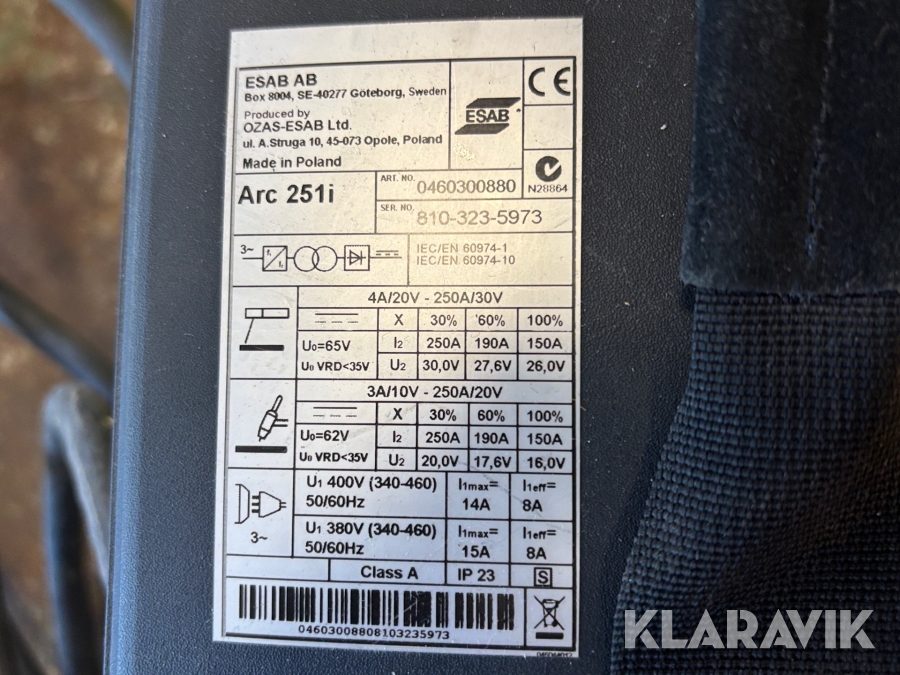 ESAB AB
Box 8004, SE-40277 Göteborg, Sweden
Produced by
OZAS-ESAB Ltd.
ul. A.Struga 10, 45-073 Opole, Poland
Made in Poland
ESAB
CE
N28864
Arc 251i
ART. NO. 0460300880
SER. NO. 810-323-5973
3~ f₁ f₂
IEC/EN 60974-1
IEC/EN 60974-10
4A/20V - 250A/30V
X 30% 60% 100%
U₀=65V I₂ 250A 190A 150A
U₀ VRD<35V U₂ 30,0V 27,6V 26,0V
3A/10V - 250A/20V
X 30% 60% 100%
U₀=62V I₂ 250A 190A 150A
U₀ VRD<35V U₂ 20,0V 17,6V 16,0V
3~
U₁ 400V (340-460) I₁max= I₁eff=
50/60Hz 14A 8A
U₁ 380V (340-460) I₁max= I₁eff=
50/60Hz 15A 8A
Class A IP 23 S
04603008808103235973
KLARAVIK